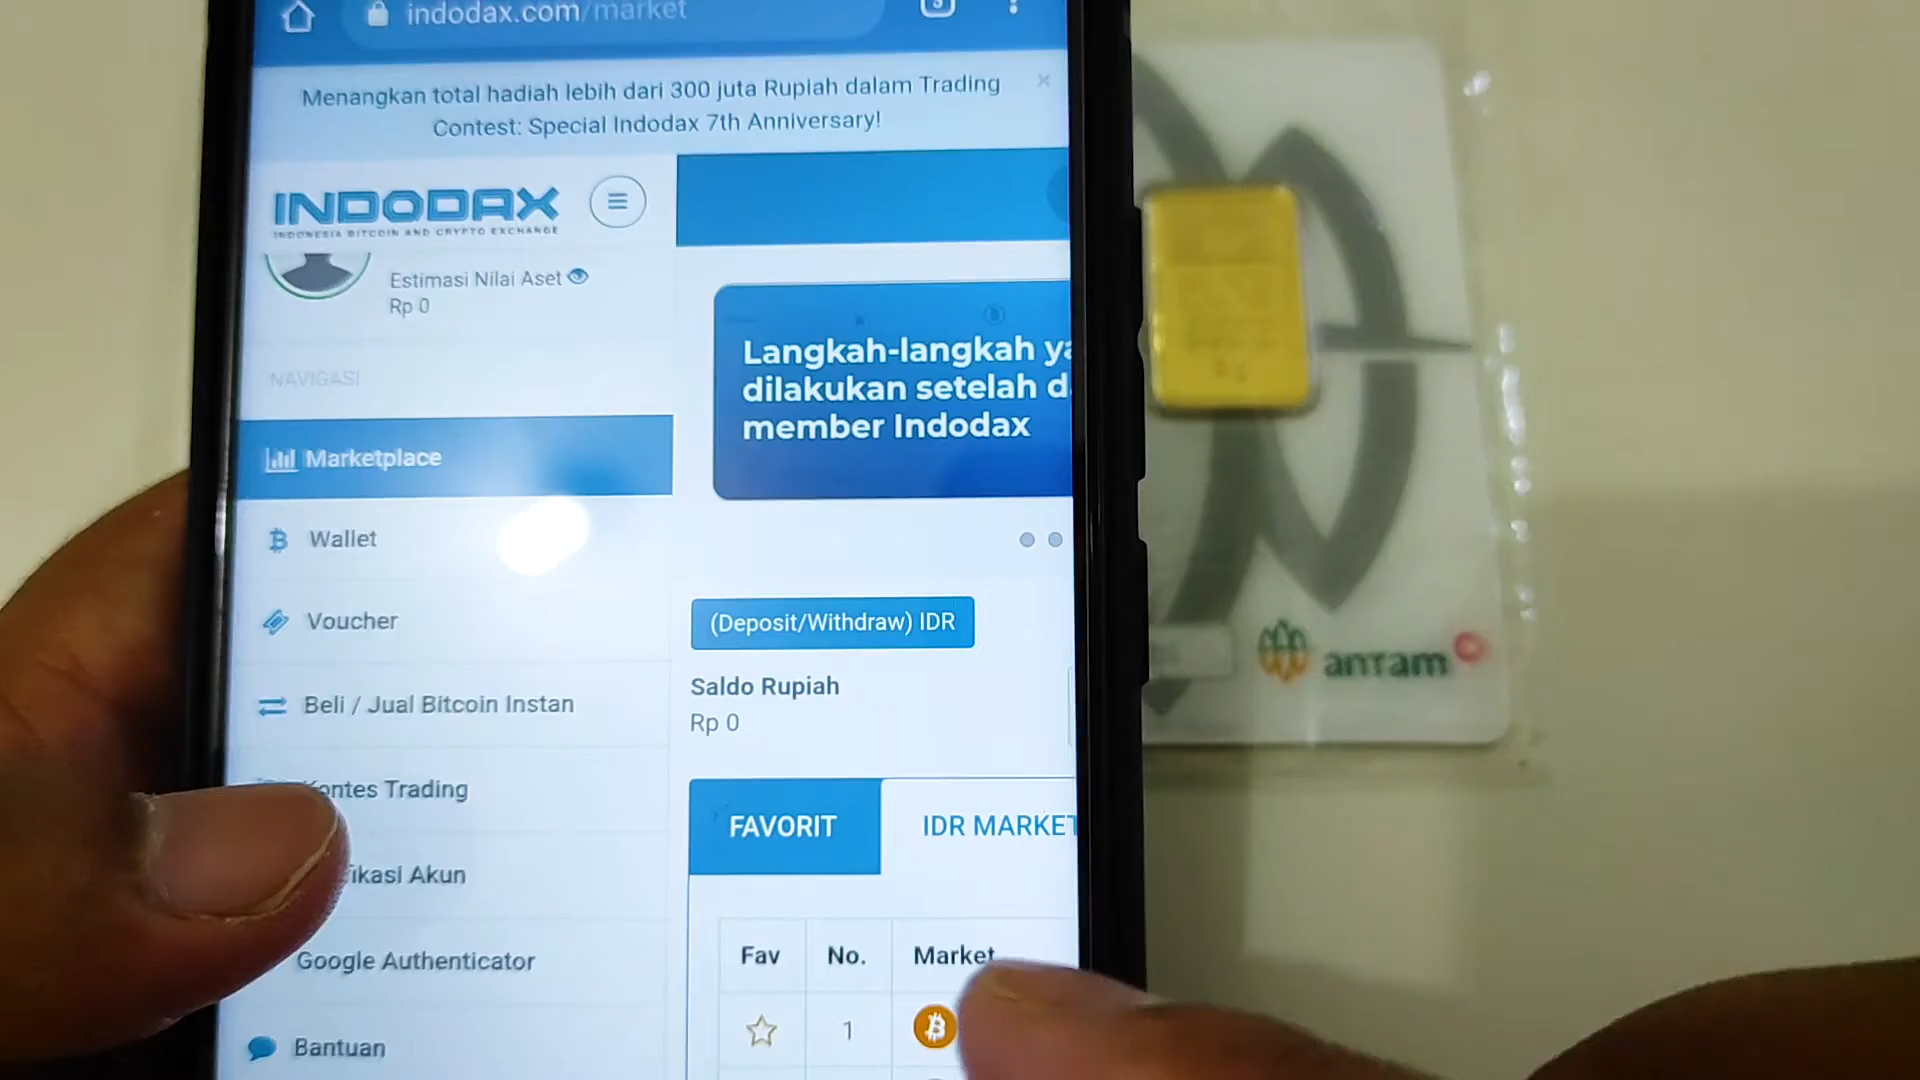 indodax.com/market
Menangkan total hadiah lebih dari 300 juta Rupiah dalam Trading
Contest: Special Indodax 7th Anniversary!
INDODAX
INDONESIA BITCOIN AND CRYPTO EXCHANGE
Estimasi Nilai Aset
Rp 0
NAVIGASI
Marketplace
Wallet
Voucher
Beli / Jual Bitcoin Instan
ontes Trading
ikasi Akun
Google Authenticator
Bantuan
Langkah-langkah
dilakukan setelah
member Indodax
(Deposit/Withdraw) IDR
Saldo Rupiah
Rp 0
FAVORIT
IDR MARKET
Fav
No.
Market
1
antam